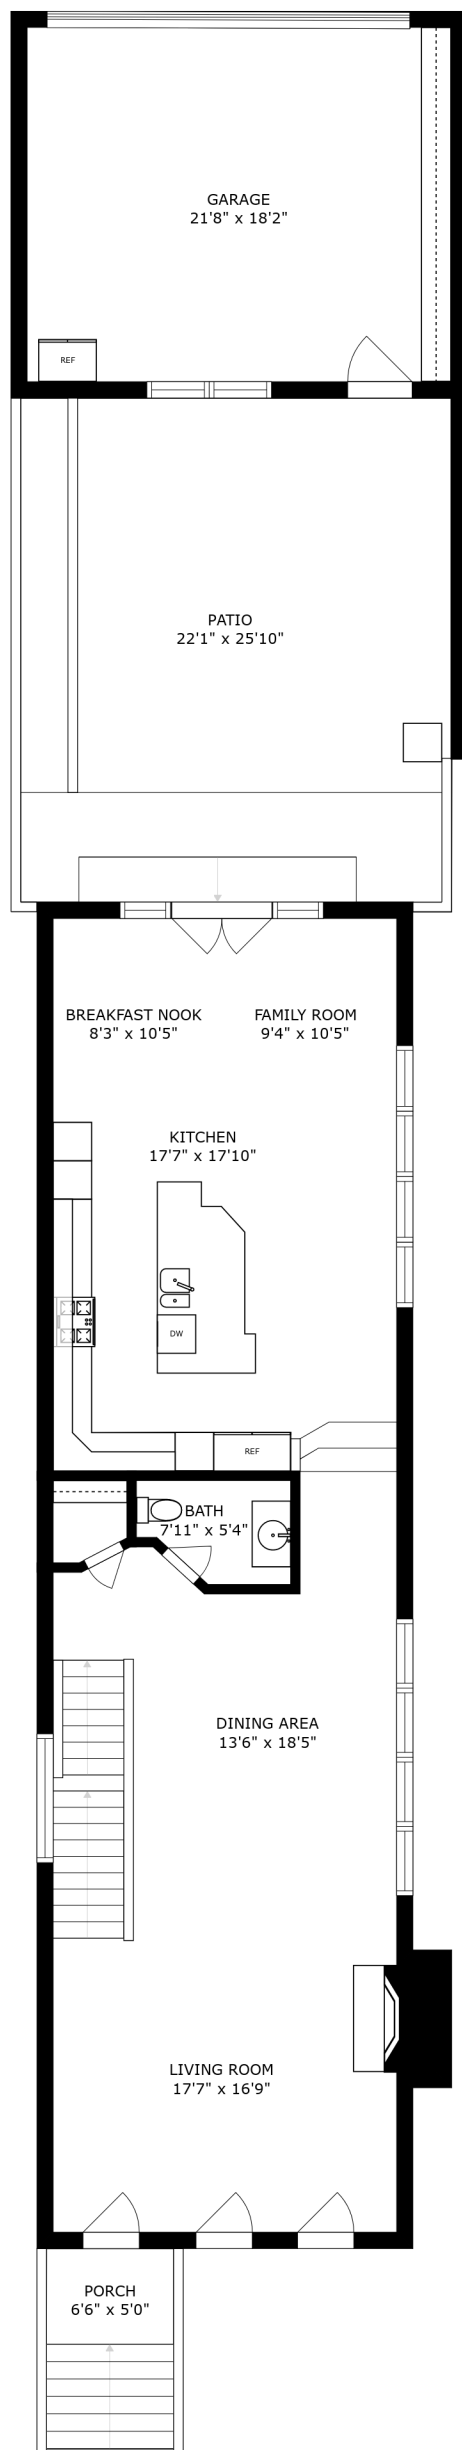 GARAGE
21'8" x 18'2"
REF
PATIO
22'1" x 25'10"
BREAKFAST NOOK
8'3" x 10'5"
FAMILY ROOM
9'4" x 10'5"
KITCHEN
17'7" x 17'10"
DW
REF
BATH
7'11" x 5'4"
DINING AREA
13'6" x 18'5"
LIVING ROOM
17'7" x 16'9"
PORCH
6'6" x 5'0"